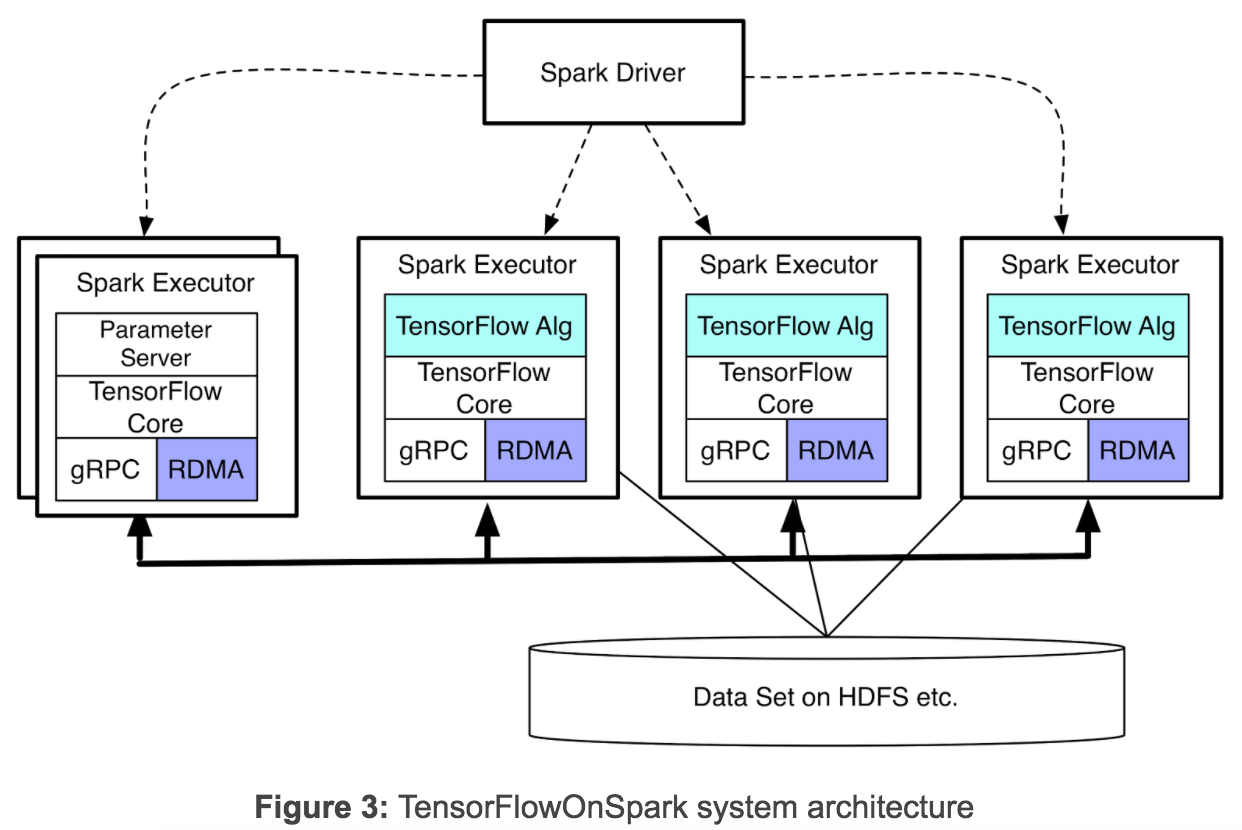 Spark Driver
Spark Executor
Parameter
Server
TensorFlow
Core
gRPC RDMA
Spark Executor
TensorFlow Alg
TensorFlow
Core
gRPC RDMA
Spark Executor
TensorFlow Alg
TensorFlow
Core
gRPC RDMA
Spark Executor
TensorFlow Alg
TensorFlow
Core
gRPC RDMA
Data Set on HDFS etc.
Figure 3: TensorFlowOnSpark system architecture